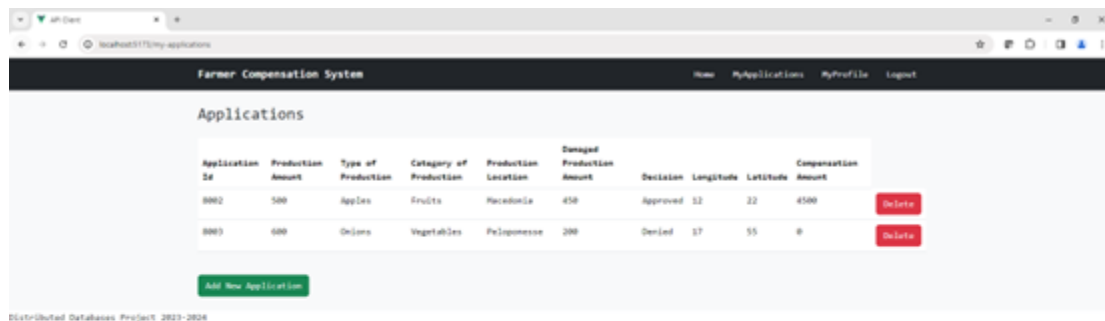 API Client
localhost:5173/my-applications
Farmer Compensation System Home MyApplications MyProfile Logout
Applications
Application Id Production Amount Type of Production Category of Production Production Location Damaged Production Amount Decision Longitude Latitude Compensation Amount
8002 500 Apples Fruits Macedonia 450 Approved 12 22 4500 Delete
8003 600 Onions Vegetables Peloponesse 200 Denied 17 55 0 Delete
Add New Application
Distributed Databases Project 2023-2024